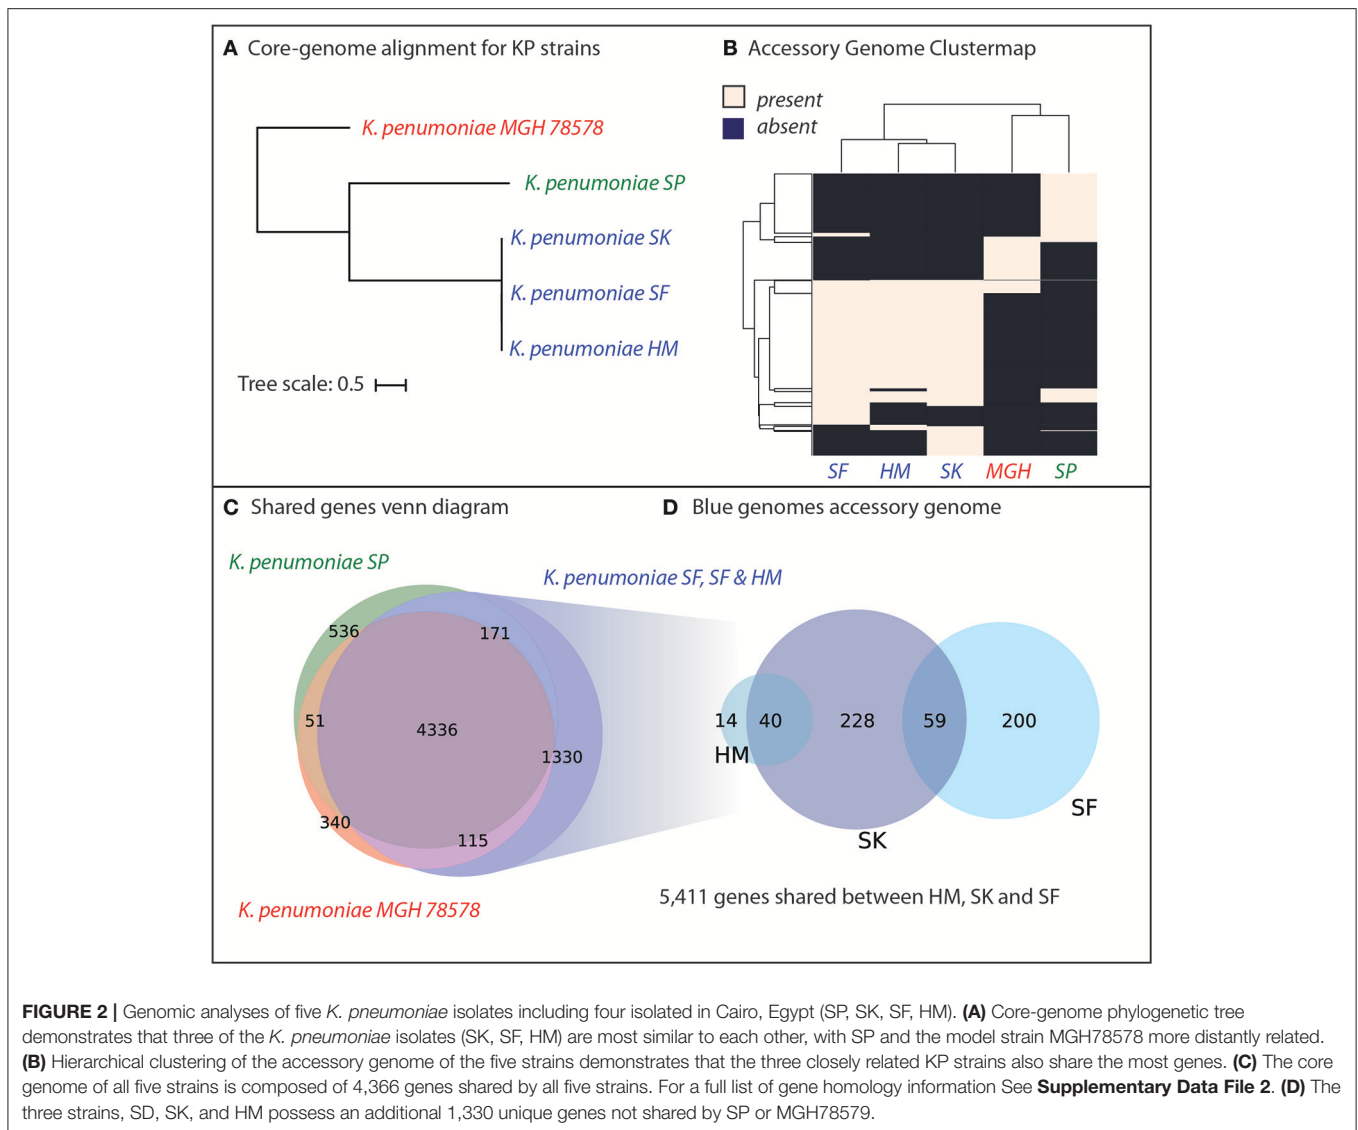 A Core-genome alignment for KP strains
K. penumoniae MGH 78578
K. penumoniae SP
K. penumoniae SK
K. penumoniae SF
K. penumoniae HM
Tree scale: 0.5
B Accessory Genome Clustermap
present
absent
SF HM SK MGH SP
C Shared genes venn diagram
K. penumoniae SP
K. penumoniae SF, SF & HM
536
171
51
4336
1330
340
115
K. penumoniae MGH 78578
D Blue genomes accessory genome
14 40 228 59 200
HM
SF
SK
5,411 genes shared between HM, SK and SF
FIGURE 2 | Genomic analyses of five K. pneumoniae isolates including four isolated in Cairo, Egypt (SP, SK, SF, HM). (A) Core-genome phylogenetic tree
demonstrates that three of the K. pneumoniae isolates (SK, SF, HM) are most similar to each other, with SP and the model strain MGH78578 more distantly related.
(B) Hierarchical clustering of the accessory genome of the five strains demonstrates that the three closely related KP strains also share the most genes. (C) The core
genome of all five strains is composed of 4,366 genes shared by all five strains. For a full list of gene homology information See Supplementary Data File 2. (D) The
three strains, SD, SK, and HM possess an additional 1,330 unique genes not shared by SP or MGH78579.